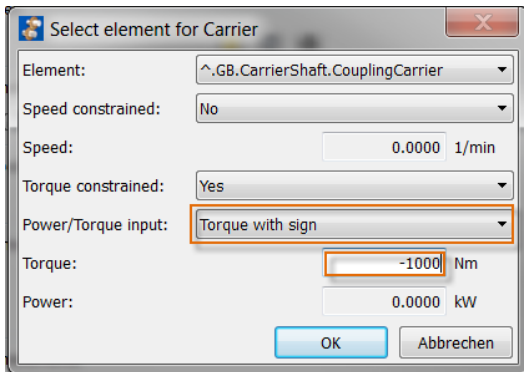 Select element for Carrier
Element: ^.GB.CarrierShaft.CouplingCarrier
Speed constrained: No
Speed: 0.0000 1/min
Torque constrained: Yes
Power/Torque input: Torque with sign
Torque: -1000 Nm
Power: 0.0000 kW
OK Abbrechen